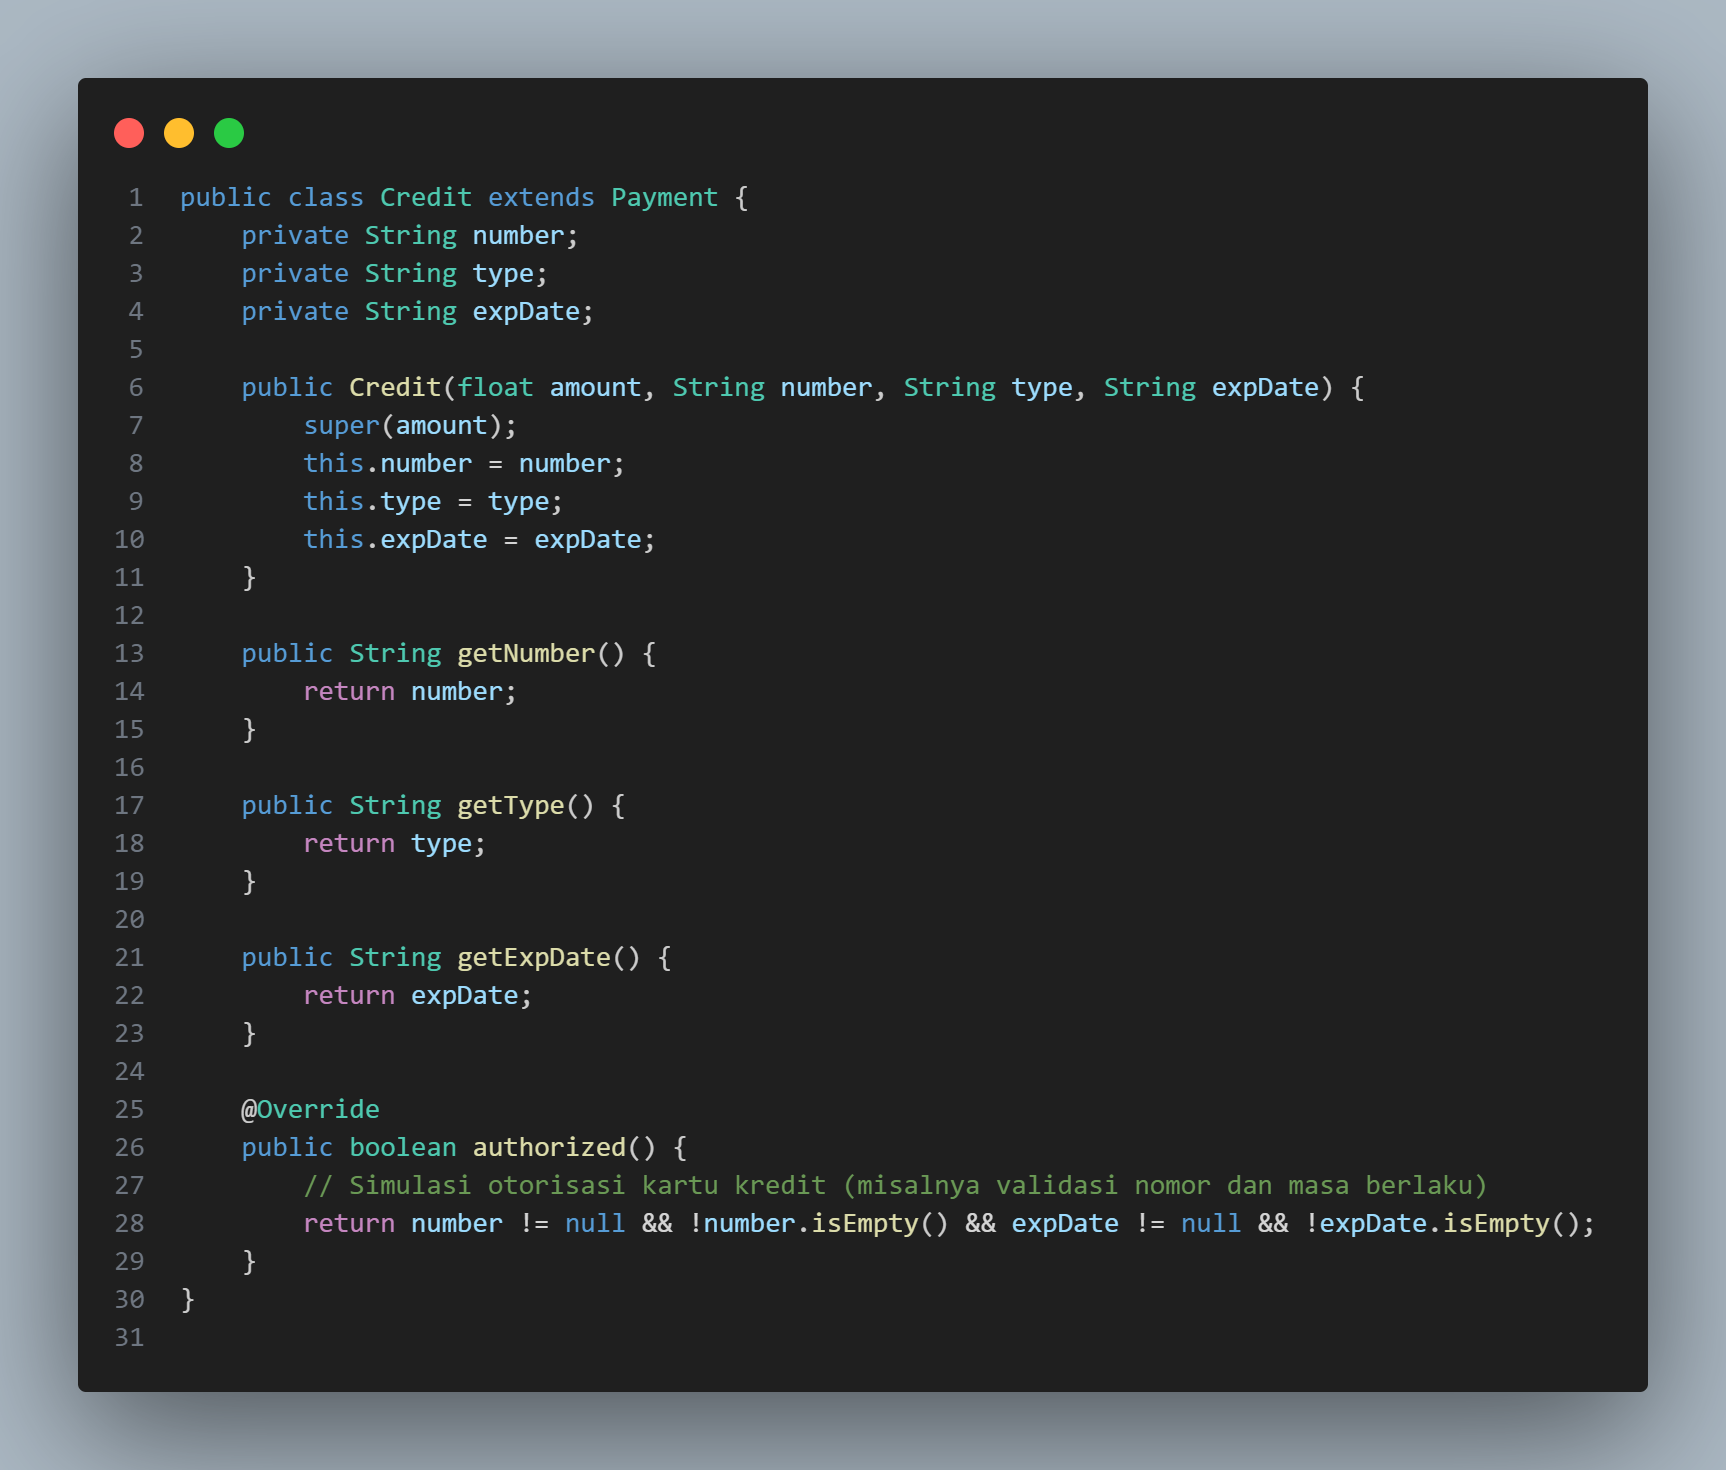 1 public class Credit extends Payment {
2     private String number;
3     private String type;
4     private String expDate;
5
6     public Credit(float amount, String number, String type, String expDate) {
7         super(amount);
8         this.number = number;
9         this.type = type;
10         this.expDate = expDate;
11     }
12
13     public String getNumber() {
14         return number;
15     }
16
17     public String getType() {
18         return type;
19     }
20
21     public String getExpDate() {
22         return expDate;
23     }
24
25     @Override
26     public boolean authorized() {
27         // Simulasi otorisasi kartu kredit (misalnya validasi nomor dan masa berlaku)
28         return number != null && !number.isEmpty() && expDate != null && !expDate.isEmpty();
29     }
30 }
31